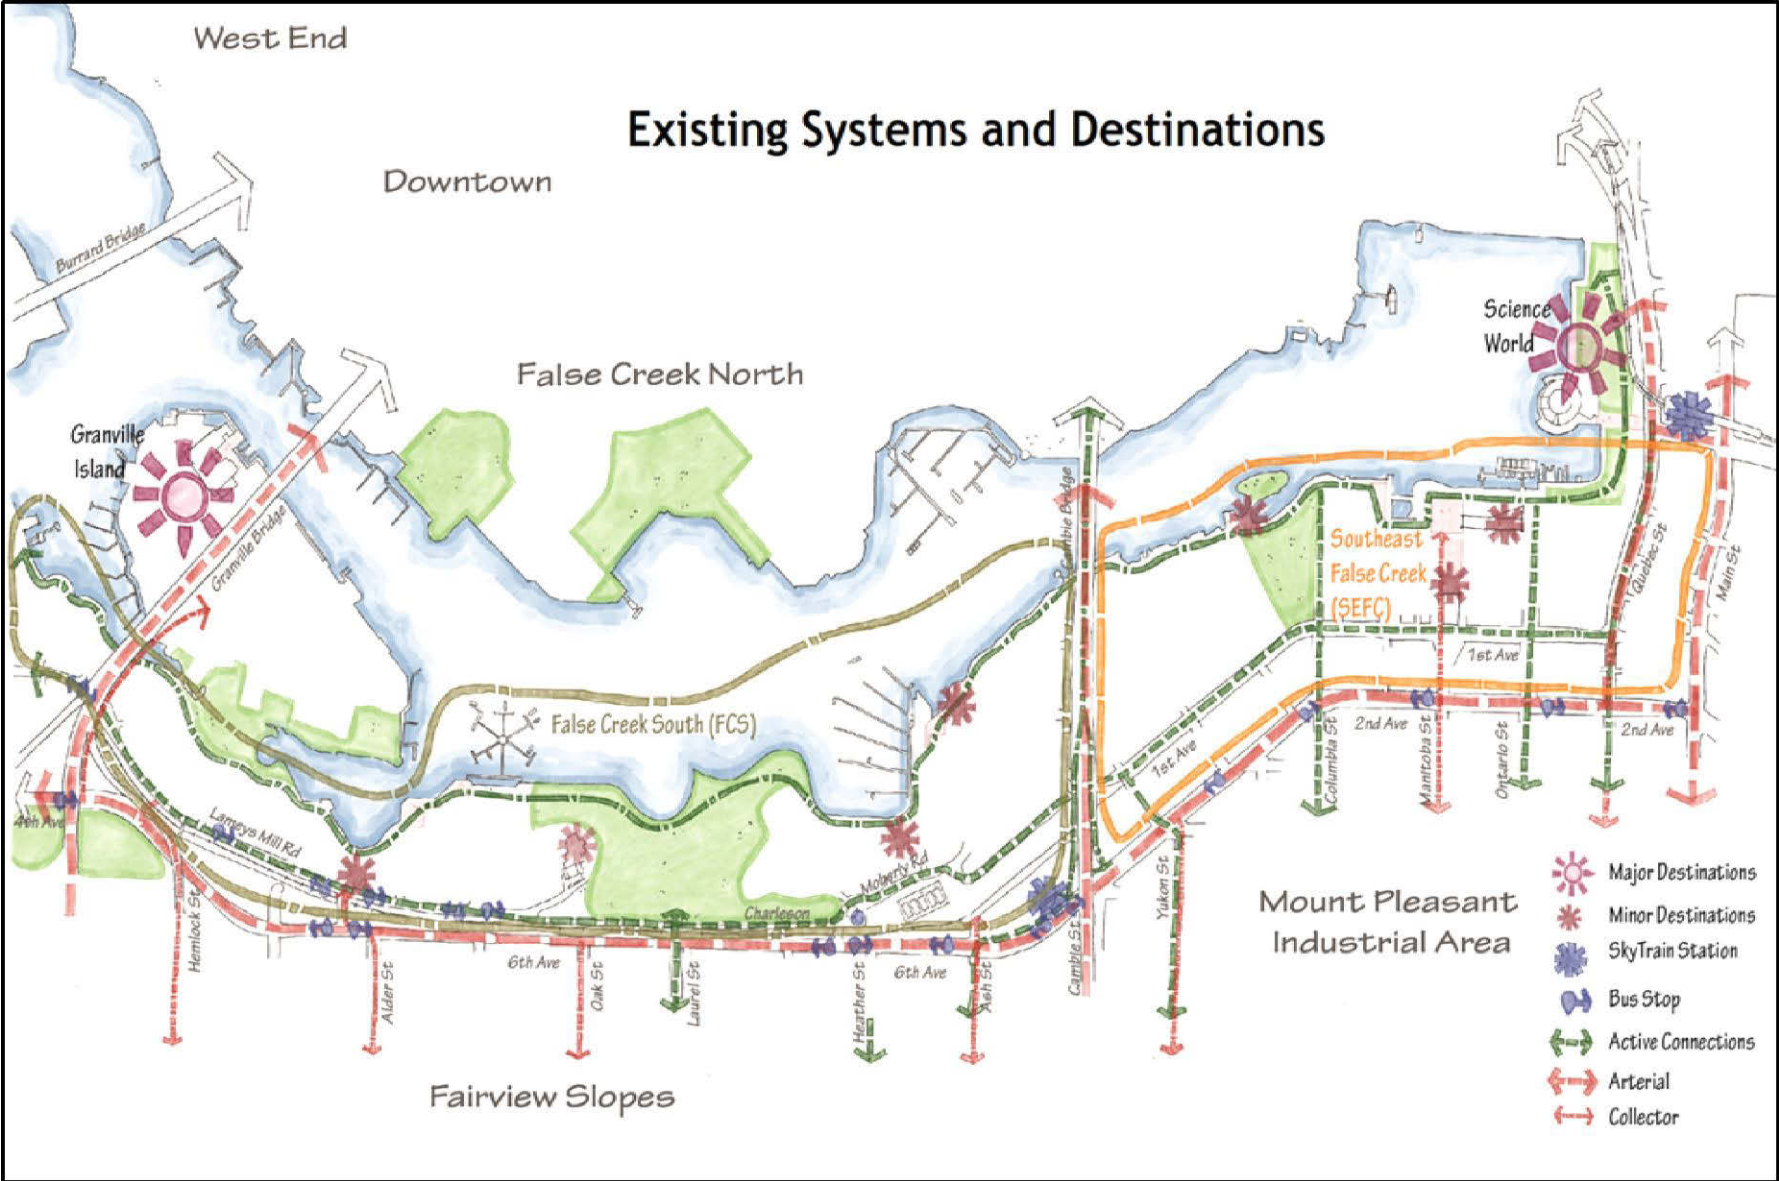 West End
Existing Systems and Destinations
Downtown
Burrard Bridge
Science
World
False Creek North
Granville
Island
Granville Bridge
Cambie Bridge
Southeast
False Creek
(SEFC)
Quebec St
Main St
1st Ave
False Creek South (FCS)
2nd Ave
2nd Ave
1st Ave
Columbia St
Manitoba St
Ontario St
4th Ave
Lameys Mill Rd
Moberly Rd
Charleson
Yukon St
Hemlock St
6th Ave
6th Ave
Alder St
Oak St
Laurel St
Heather St
Ash St
Cambie St
Mount Pleasant
Industrial Area
Fairview Slopes
Major Destinations
Minor Destinations
SkyTrain Station
Bus Stop
Active Connections
Arterial
Collector